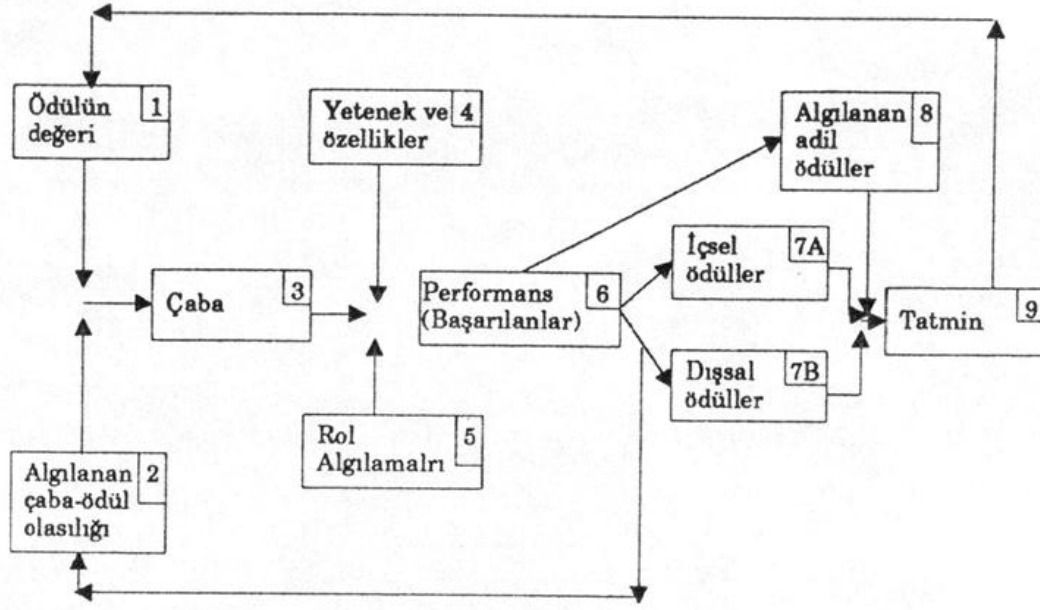 Ödülün
değeri
1
Yetenek ve
özellikler
4
Algılanan
adil
ödüller
8
Çaba
3
Performans
(Başarılanlar)
6
İçsel
ödüller
7A
Tatmin
9
Dışsal
ödüller
7B
Rol
Algılamalrı
5
Algılanan
çaba-ödül
olasılığı
2